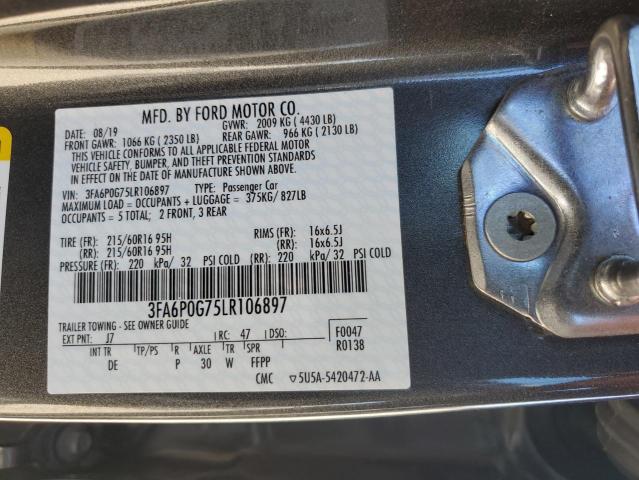 MFD. BY FORD MOTOR CO.
DATE: 08/19 GVWR: 2009 KG ( 4430 LB)
FRONT GAWR: 1066 KG ( 2350 LB) REAR GAWR: 966 KG ( 2130 LB)
THIS VEHICLE CONFORMS TO ALL APPLICABLE FEDERAL MOTOR
VEHICLE SAFETY, BUMPER, AND THEFT PREVENTION STANDARDS
IN EFFECT ON THE DATE OF MANUFACTURE SHOWN ABOVE.
VIN: 3FA6P0G75LR106897 TYPE: Passenger Car
MAXIMUM LOAD = OCCUPANTS + LUGGAGE = 375KG/ 827LB
OCCUPANTS = 5 TOTAL; 2 FRONT, 3 REAR
TIRE (FR): 215/60R16 95H RIMS (FR): 16x6.5J
(RR): 215/60R16 95H (RR): 16x6.5J
PRESSURE (FR): 220 kPa/ 32 PSI COLD (RR): 220 kPa/ 32 PSI COLD
3FA6P0G75LR106897
TRAILER TOWING - SEE OWNER GUIDE
EXT PNT: J7 RC: 47 DSO: F0047
INT TR TP/PS R AXLE TR SPR R0138
DE P 30 W FFPP
CMC ▽5U5A-5420472-AA